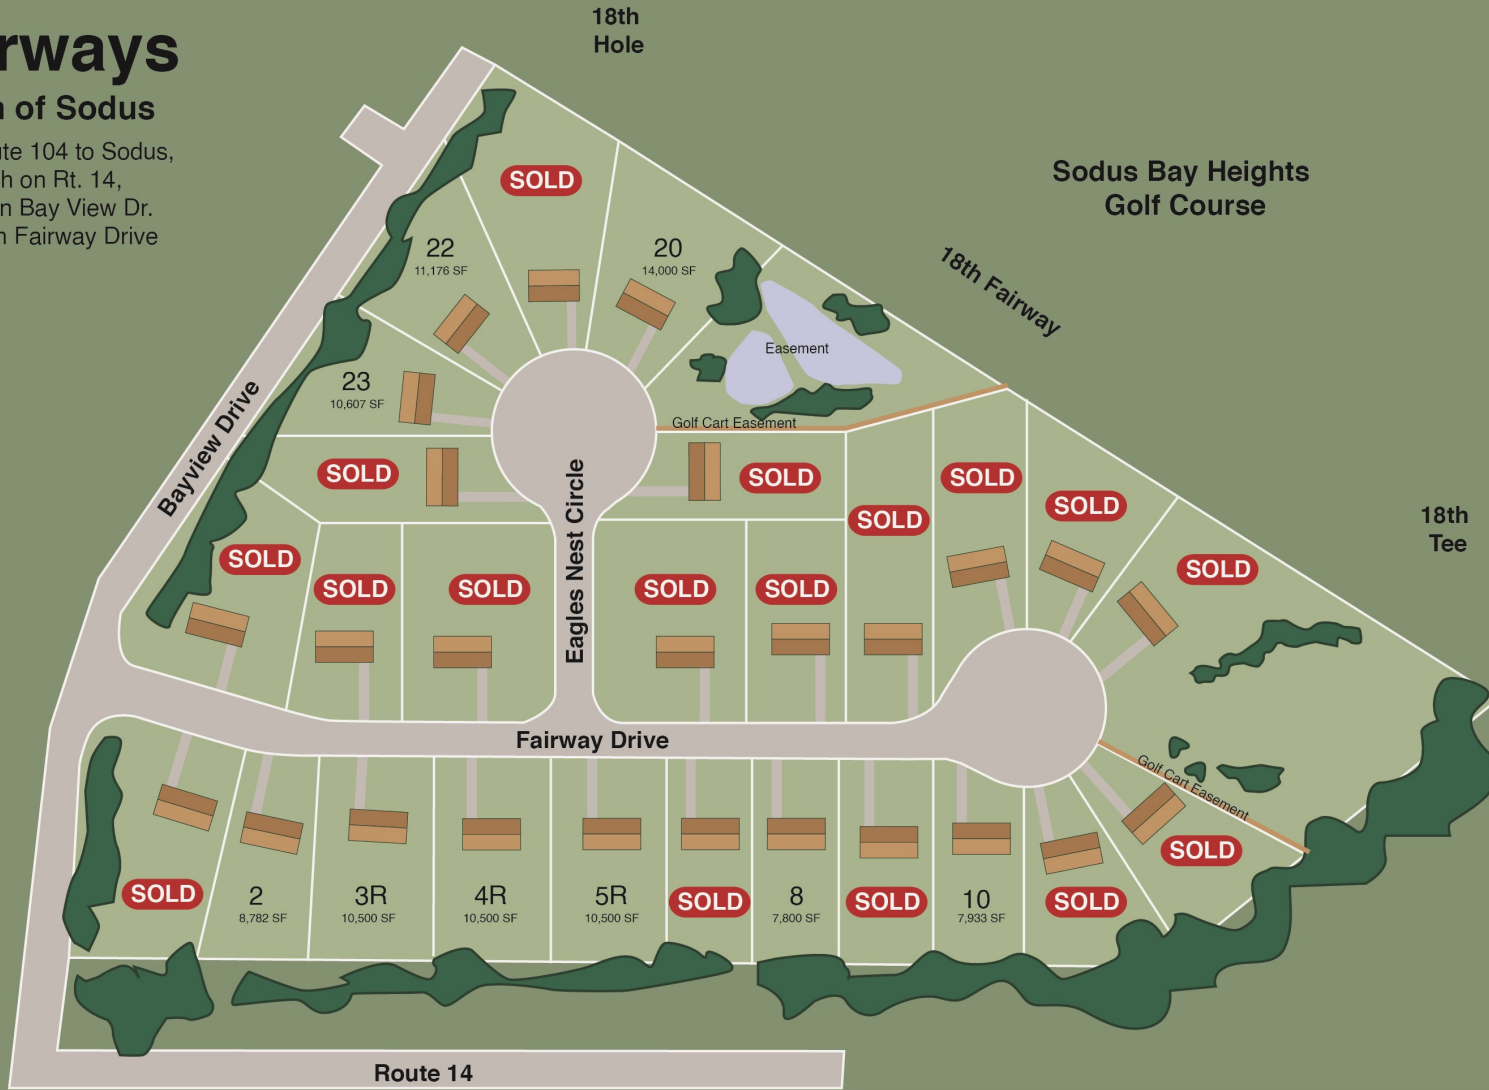 rways
of Sodus
te 104 to Sodus,
h on Rt. 14,
n Bay View Dr.
Fairway Drive
18th
Hole
Sodus Bay Heights
Golf Course
18th Fairway
18th
Tee
SOLD
22
11,176 SF
20
14,000 SF
Easement
23
10,607 SF
Golf Cart Easement
Bayview Drive
SOLD
SOLD
SOLD
SOLD
SOLD
Eagles Nest Circle
SOLD
SOLD
SOLD
SOLD
SOLD
SOLD
SOLD
Fairway Drive
Golf Cart Easement
SOLD
SOLD
2
8,782 SF
3R
10,500 SF
4R
10,500 SF
5R
10,500 SF
SOLD
8
7,800 SF
SOLD
10
7,933 SF
SOLD
Route 14